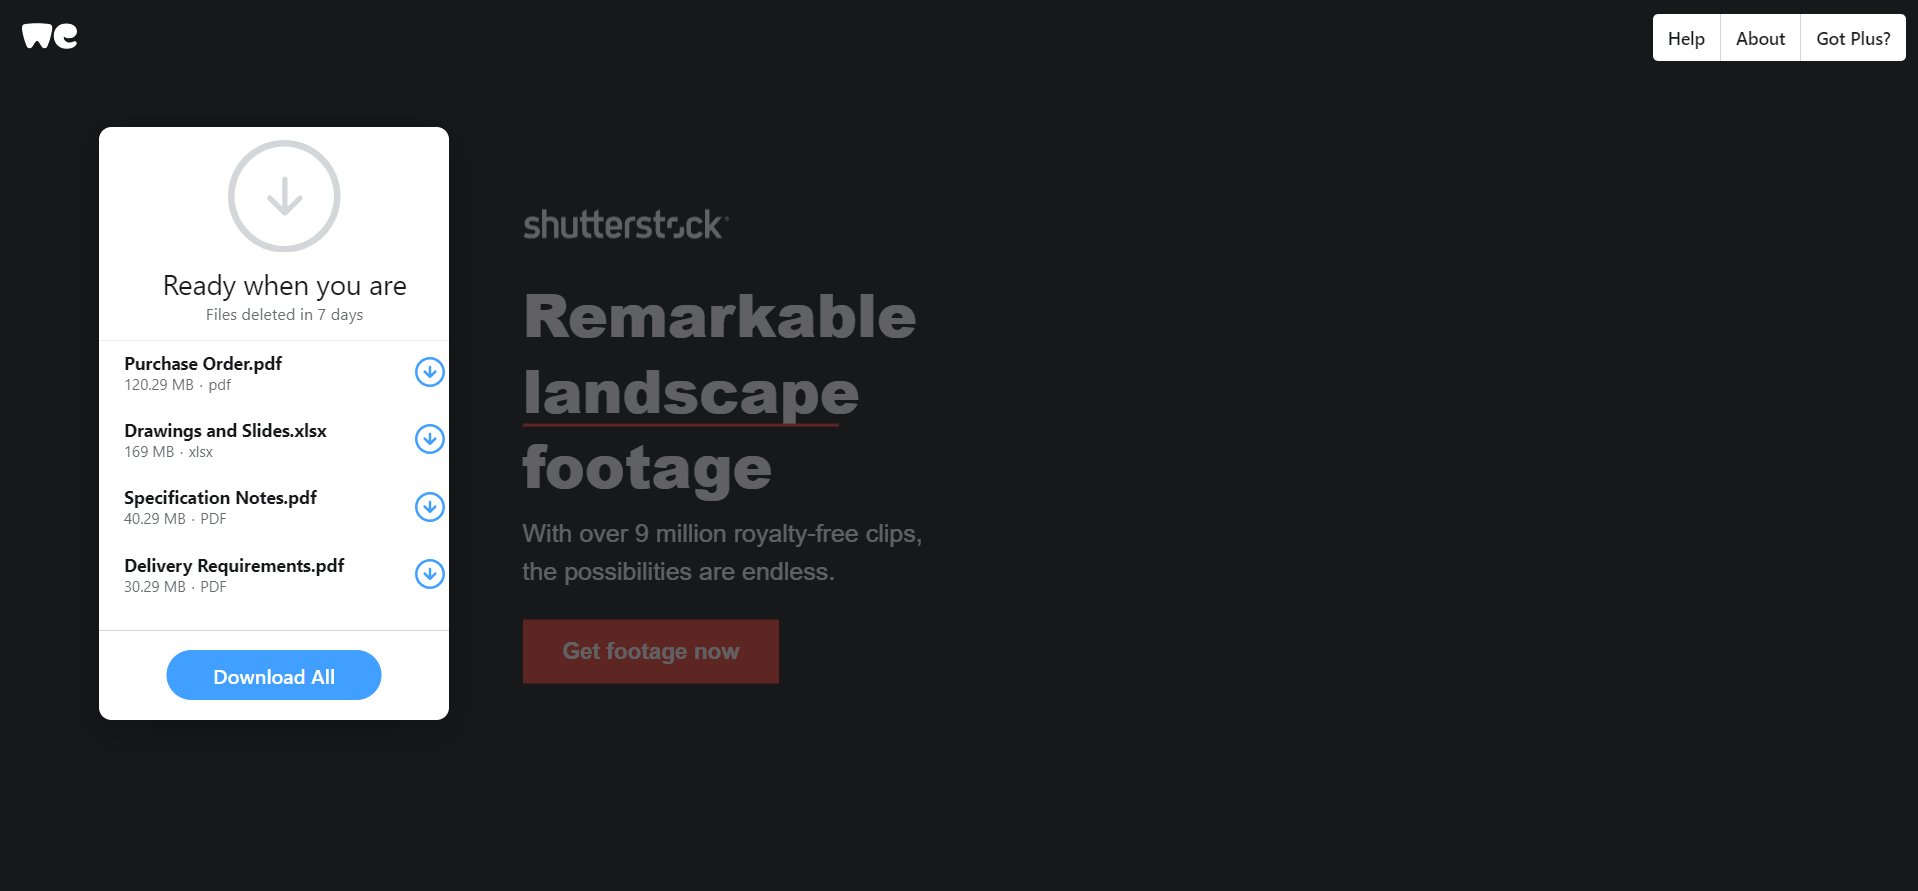 we
Help
About
Got Plus?
Ready when you are
Files deleted in 7 days
Purchase Order.pdf
120.29 MB · pdf
Drawings and Slides.xlsx
169 MB · xlsx
Specification Notes.pdf
40.29 MB · PDF
Delivery Requirements.pdf
30.29 MB · PDF
Download All
shutterstock
Remarkable
landscape
footage
With over 9 million royalty-free clips,
the possibilities are endless.
Get footage now